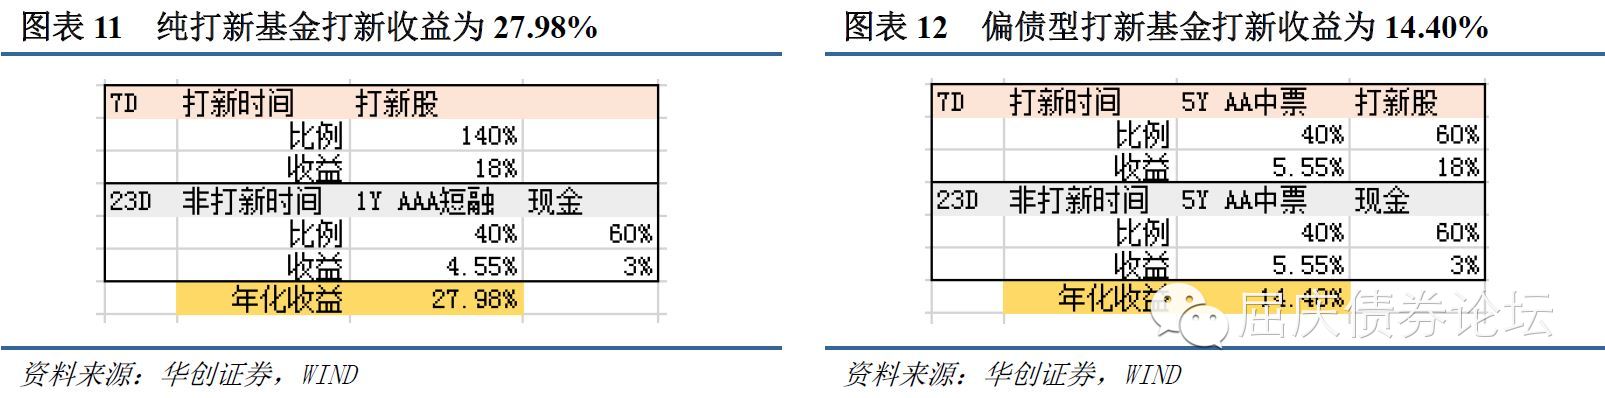 图表 11 纯打新基金打新收益为 27.98%
7D 打新时间 打新股
比例 140%
收益 18%
23D 非打新时间 1Y AAA短融 现金
比例 40% 60%
收益 4.55% 3%
年化收益 27.98%
资料来源：华创证券，WIND
图表 12 偏债型打新基金打新收益为 14.40%
7D 打新时间 5Y AA中票 打新股
比例 40% 60%
收益 5.55% 18%
23D 非打新时间 5Y AA中票 现金
比例 40% 60%
收益 5.55% 3%
年化收益 14.40%
屈庆债券论坛
资料来源：华创证券，WIND